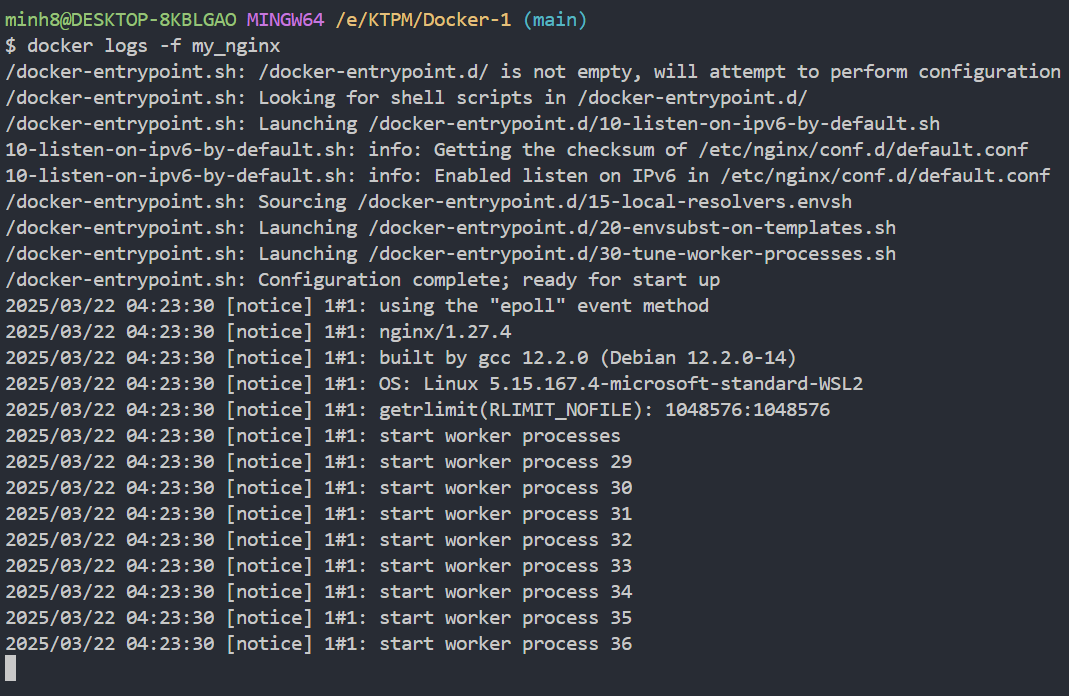 minh8@DESKTOP-8KBLGAO MINGW64 /e/KTPM/Docker-1 (main)
$ docker logs -f my_nginx
/docker-entrypoint.sh: /docker-entrypoint.d/ is not empty, will attempt to perform configuration
/docker-entrypoint.sh: Looking for shell scripts in /docker-entrypoint.d/
/docker-entrypoint.sh: Launching /docker-entrypoint.d/10-listen-on-ipv6-by-default.sh
10-listen-on-ipv6-by-default.sh: info: Getting the checksum of /etc/nginx/conf.d/default.conf
10-listen-on-ipv6-by-default.sh: info: Enabled listen on IPv6 in /etc/nginx/conf.d/default.conf
/docker-entrypoint.sh: Sourcing /docker-entrypoint.d/15-local-resolvers.envsh
/docker-entrypoint.sh: Launching /docker-entrypoint.d/20-envsubst-on-templates.sh
/docker-entrypoint.sh: Launching /docker-entrypoint.d/30-tune-worker-processes.sh
/docker-entrypoint.sh: Configuration complete; ready for start up
2025/03/22 04:23:30 [notice] 1#1: using the "epoll" event method
2025/03/22 04:23:30 [notice] 1#1: nginx/1.27.4
2025/03/22 04:23:30 [notice] 1#1: built by gcc 12.2.0 (Debian 12.2.0-14)
2025/03/22 04:23:30 [notice] 1#1: OS: Linux 5.15.167.4-microsoft-standard-WSL2
2025/03/22 04:23:30 [notice] 1#1: getrlimit(RLIMIT_NOFILE): 1048576:1048576
2025/03/22 04:23:30 [notice] 1#1: start worker processes
2025/03/22 04:23:30 [notice] 1#1: start worker process 29
2025/03/22 04:23:30 [notice] 1#1: start worker process 30
2025/03/22 04:23:30 [notice] 1#1: start worker process 31
2025/03/22 04:23:30 [notice] 1#1: start worker process 32
2025/03/22 04:23:30 [notice] 1#1: start worker process 33
2025/03/22 04:23:30 [notice] 1#1: start worker process 34
2025/03/22 04:23:30 [notice] 1#1: start worker process 35
2025/03/22 04:23:30 [notice] 1#1: start worker process 36